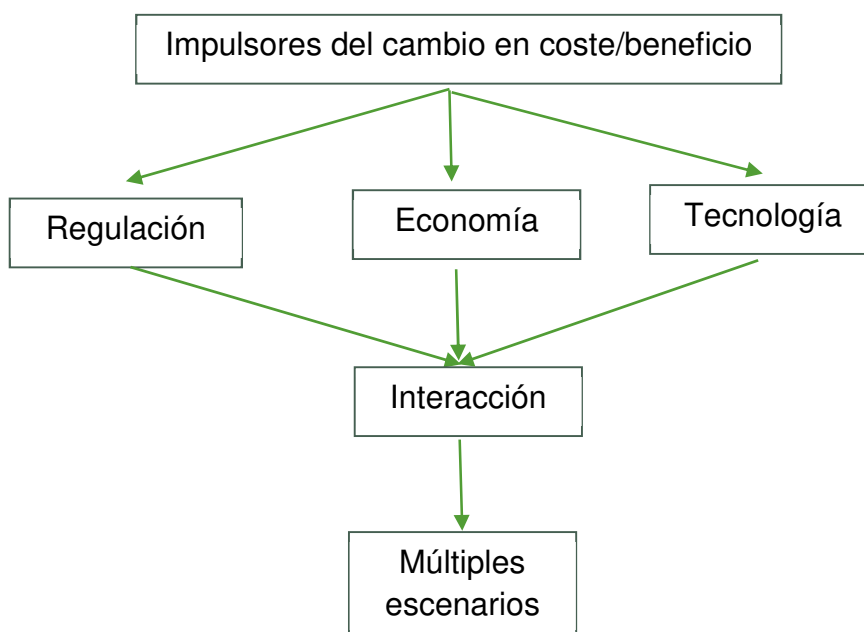 Impulsores del cambio en coste/beneficio
Regulación
Economía
Tecnología
Interacción
Múltiples
escenarios